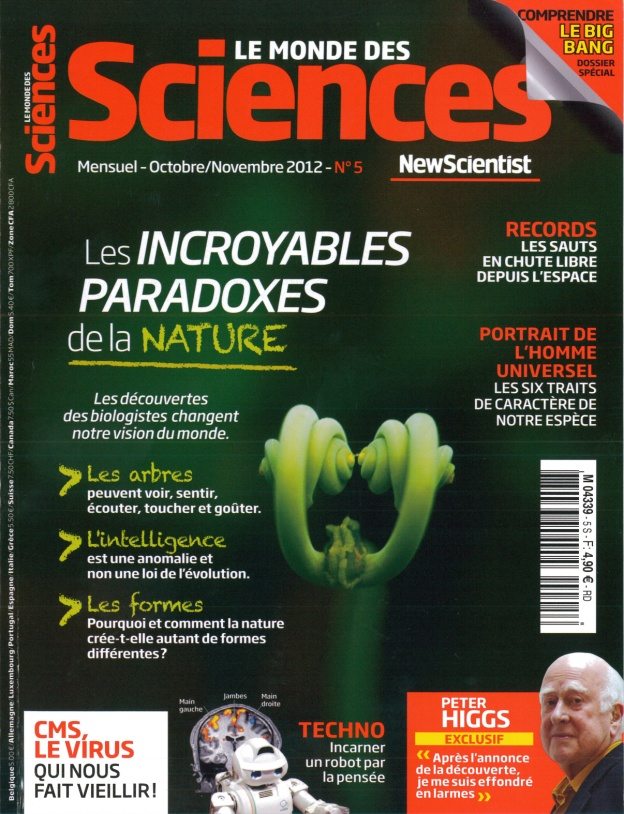 LE MONDE DES
Sciences
COMPRENDRE
LE BIG
BANG
DOSSIER
SPÉCIAL
LE MONDE DES
Sciences
Mensuel - Octobre/Novembre 2012 - N° 5
NewScientist
Les INCROYABLES
PARADOXES
de la NATURE
Les découvertes
des biologistes changent
notre vision du monde.
Les arbres
peuvent voir, sentir,
écouter, toucher et goûter.
L'intelligence
est une anomalie et
non une loi de l'évolution.
Les formes
Pourquoi et comment la nature
crée-t-elle autant de formes
différentes ?
RECORDS
LES SAUTS
EN CHUTE LIBRE
DEPUIS L'ESPACE
PORTRAIT DE
L'HOMME
UNIVERSEL
LES SIX TRAITS
DE CARACTÈRE DE
NOTRE ESPÈCE
M 04339 - 5 S - F: 4,90 € - RD
Belgique 5.00 €/Allemagne/Luxembourg/Portugal/Espagne/Italie/Grèce 5.50 €/Suisse 7.50 CHF/Canada 7.50 $ Can/Maroc 55 MAD/Dom 5.40 €/Tom 700 XPF/Zone CFA 2 800 CFA
CMS,
LE VIRUS
QUI NOUS
FAIT VIEILLIR !
Main
gauche
Jambes
Main
droite
TECHNO
Incarner
un robot par
la pensée
PETER
HIGGS
EXCLUSIF
« Après l'annonce
de la découverte,
je me suis effondré
en larmes »